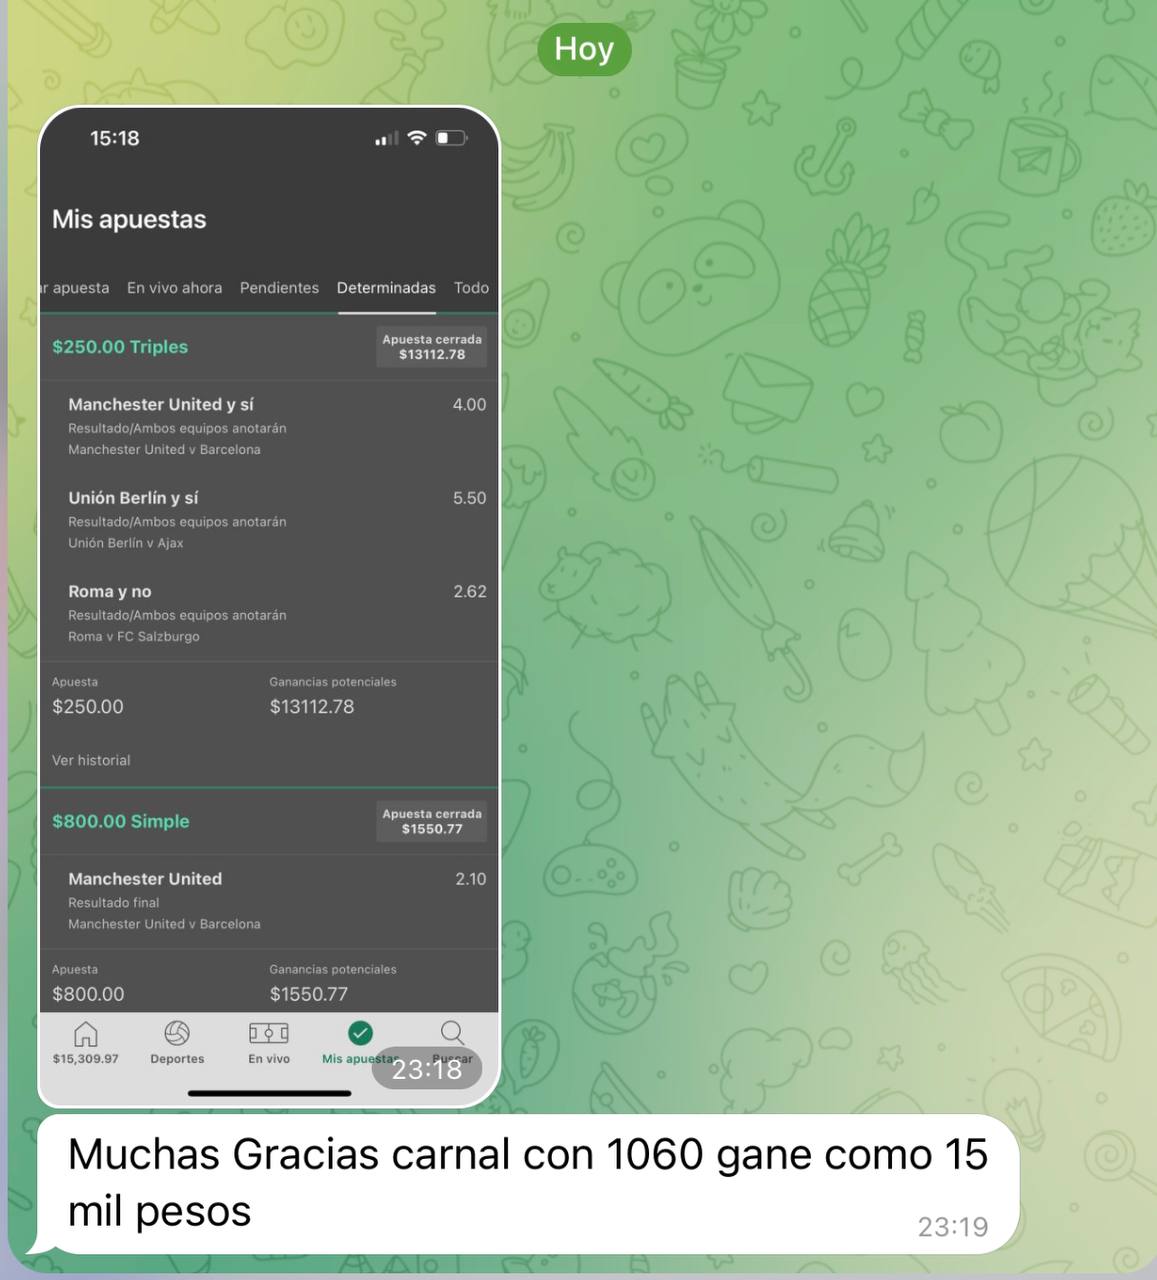 Hoy
15:18
Mis apuestas
r apuesta En vivo ahora Pendientes Determinadas Todo
$250.00 Triples
Apuesta cerrada
$13112.78
Manchester United y sí 4.00
Resultado/Ambos equipos anotarán
Manchester United v Barcelona
Unión Berlín y sí 5.50
Resultado/Ambos equipos anotarán
Unión Berlín v Ajax
Roma y no 2.62
Resultado/Ambos equipos anotarán
Roma v FC Salzburgo
Apuesta Ganancias potenciales
$250.00 $13112.78
Ver historial
$800.00 Simple
Apuesta cerrada
$1550.77
Manchester United 2.10
Resultado final
Manchester United v Barcelona
Apuesta Ganancias potenciales
$800.00 $1550.77
$15,309.97 Deportes En vivo Mis apuestas Buscar
23:18
Muchas Gracias carnal con 1060 gane como 15
mil pesos
23:19